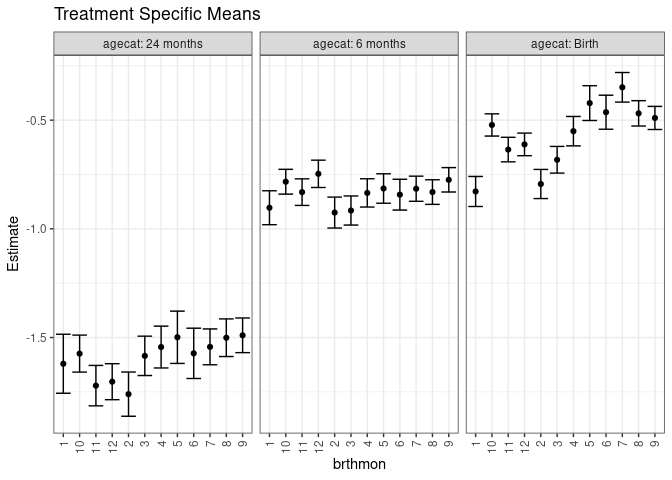 Treatment Specific Means
agecat: 24 months
agecat: 6 months
agecat: Birth
Estimate
-0.5
-1.0
-1.5
1 10 11 12 2 3 4 5 6 7 8 9
1 10 11 12 2 3 4 5 6 7 8 9
1 10 11 12 2 3 4 5 6 7 8 9
brthmon